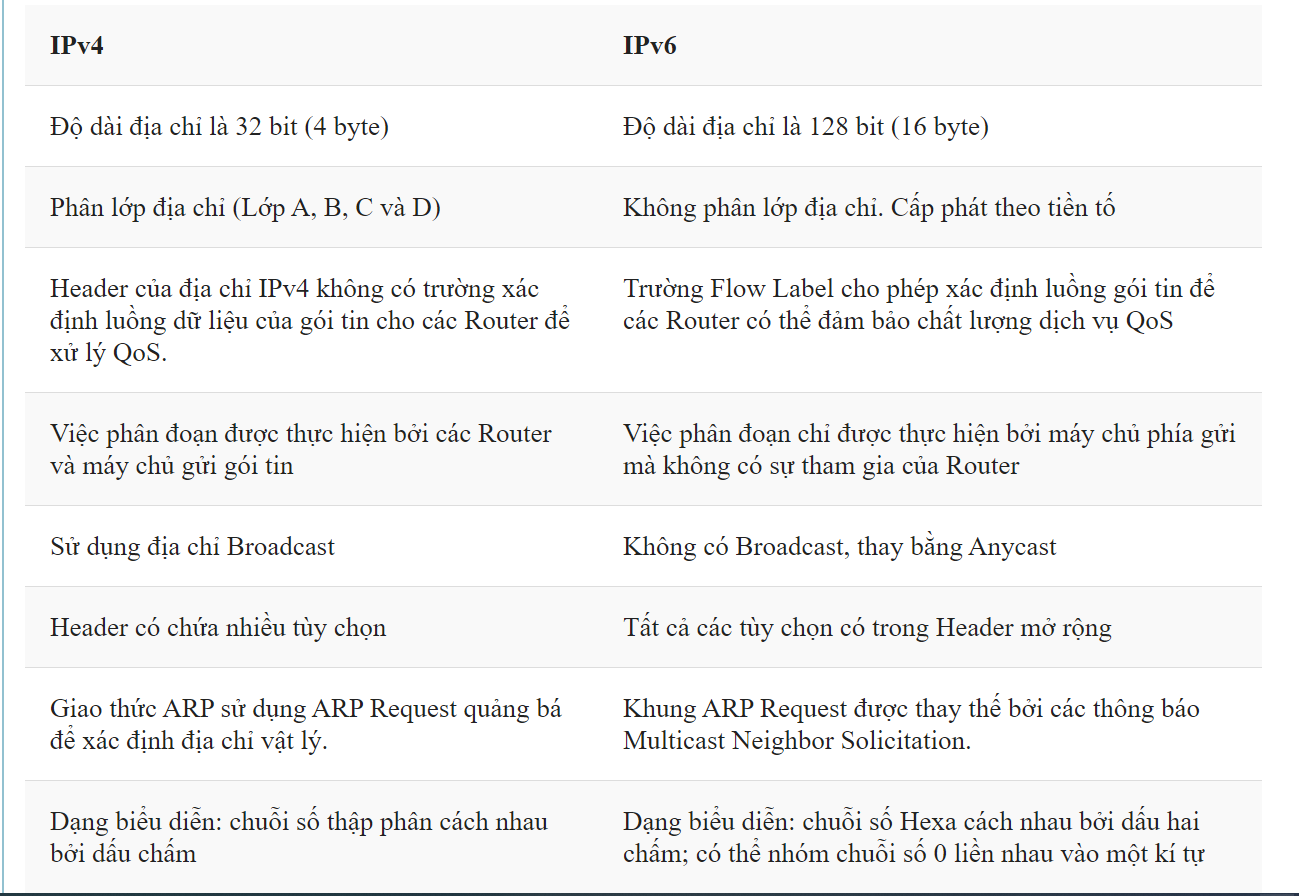 IPv4
IPv6
Độ dài địa chỉ là 32 bit (4 byte)
Độ dài địa chỉ là 128 bit (16 byte)
Phân lớp địa chỉ (Lớp A, B, C và D)
Không phân lớp địa chỉ. Cấp phát theo tiền tố
Header của địa chỉ IPv4 không có trường xác
định luồng dữ liệu của gói tin cho các Router để
xử lý QoS.
Trường Flow Label cho phép xác định luồng gói tin để
các Router có thể đảm bảo chất lượng dịch vụ QoS
Việc phân đoạn được thực hiện bởi các Router
và máy chủ gửi gói tin
Việc phân đoạn chỉ được thực hiện bởi máy chủ phía gửi
mà không có sự tham gia của Router
Sử dụng địa chỉ Broadcast
Không có Broadcast, thay bằng Anycast
Header có chứa nhiều tùy chọn
Tất cả các tùy chọn có trong Header mở rộng
Giao thức ARP sử dụng ARP Request quảng bá
để xác định địa chỉ vật lý.
Khung ARP Request được thay thế bởi các thông báo
Multicast Neighbor Solicitation.
Dạng biểu diễn: chuỗi số thập phân cách nhau
bởi dấu chấm
Dạng biểu diễn: chuỗi số Hexa cách nhau bởi dấu hai
chấm; có thể nhóm chuỗi số 0 liền nhau vào một kí tự